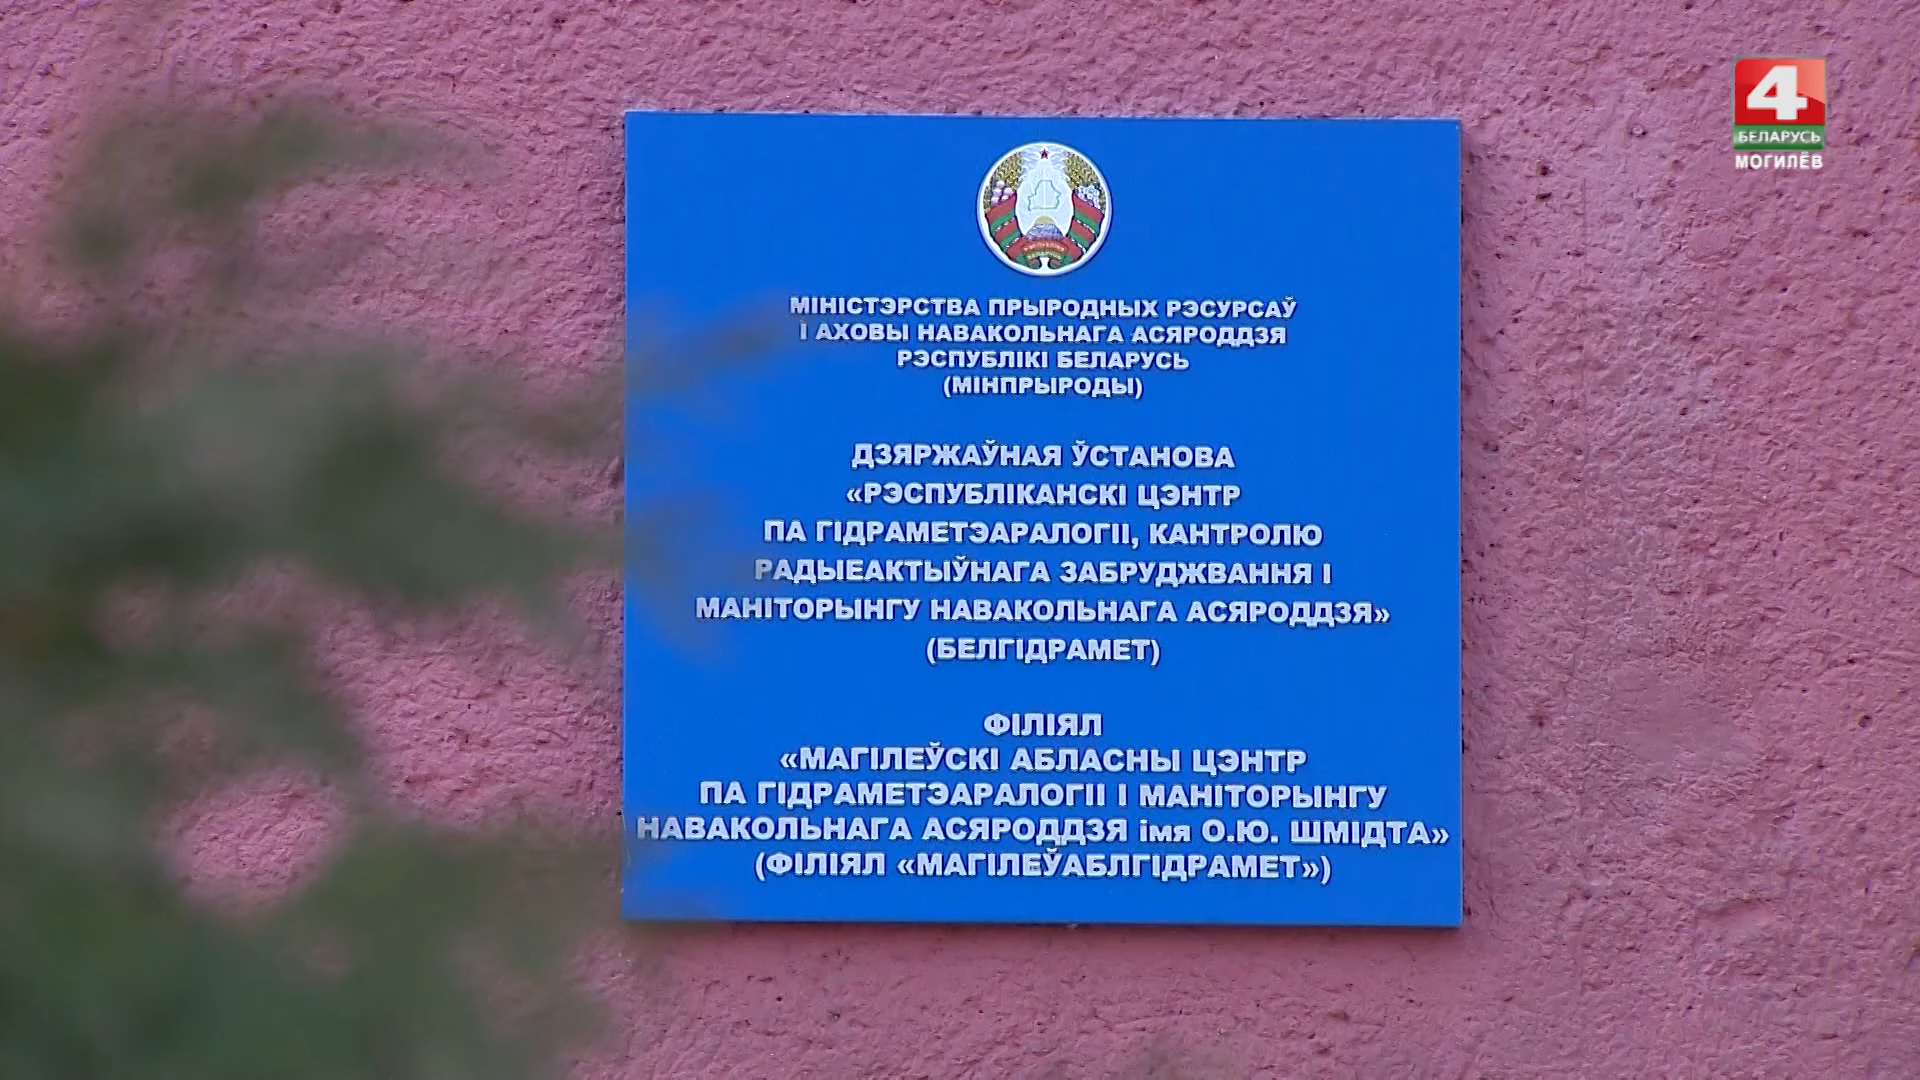 4
БЕЛАРУСЬ
МОГИЛЁВ
МІНІСТЭРСТВА ПРЫРОДНЫХ РЭСУРСАЎ
І АХОВЫ НАВАКОЛЬНАГА АСЯРОДДЗЯ
РЭСПУБЛІКІ БЕЛАРУСЬ
(МІНПРЫРОДЫ)
ДЗЯРЖАЎНАЯ ЎСТАНОВА
«РЭСПУБЛІКАНСКІ ЦЭНТР
ПА ГІДРАМЕТЭАРАЛОГІІ, КАНТРОЛЮ
РАДЫЕАКТЫЎНАГА ЗАБРУДЖВАННЯ І
МАНІТОРЫНГУ НАВАКОЛЬНАГА АСЯРОДДЗЯ»
(БЕЛГІДРАМЕТ)
ФІЛІЯЛ
«МАГІЛЕЎСКІ АБЛАСНЫ ЦЭНТР
ПА ГІДРАМЕТЭАРАЛОГІІ І МАНІТОРЫНГУ
НАВАКОЛЬНАГА АСЯРОДДЗЯ імя О.Ю. ШМІДТА»
(ФІЛІЯЛ «МАГІЛЕЎАБЛГІДРАМЕТ»)